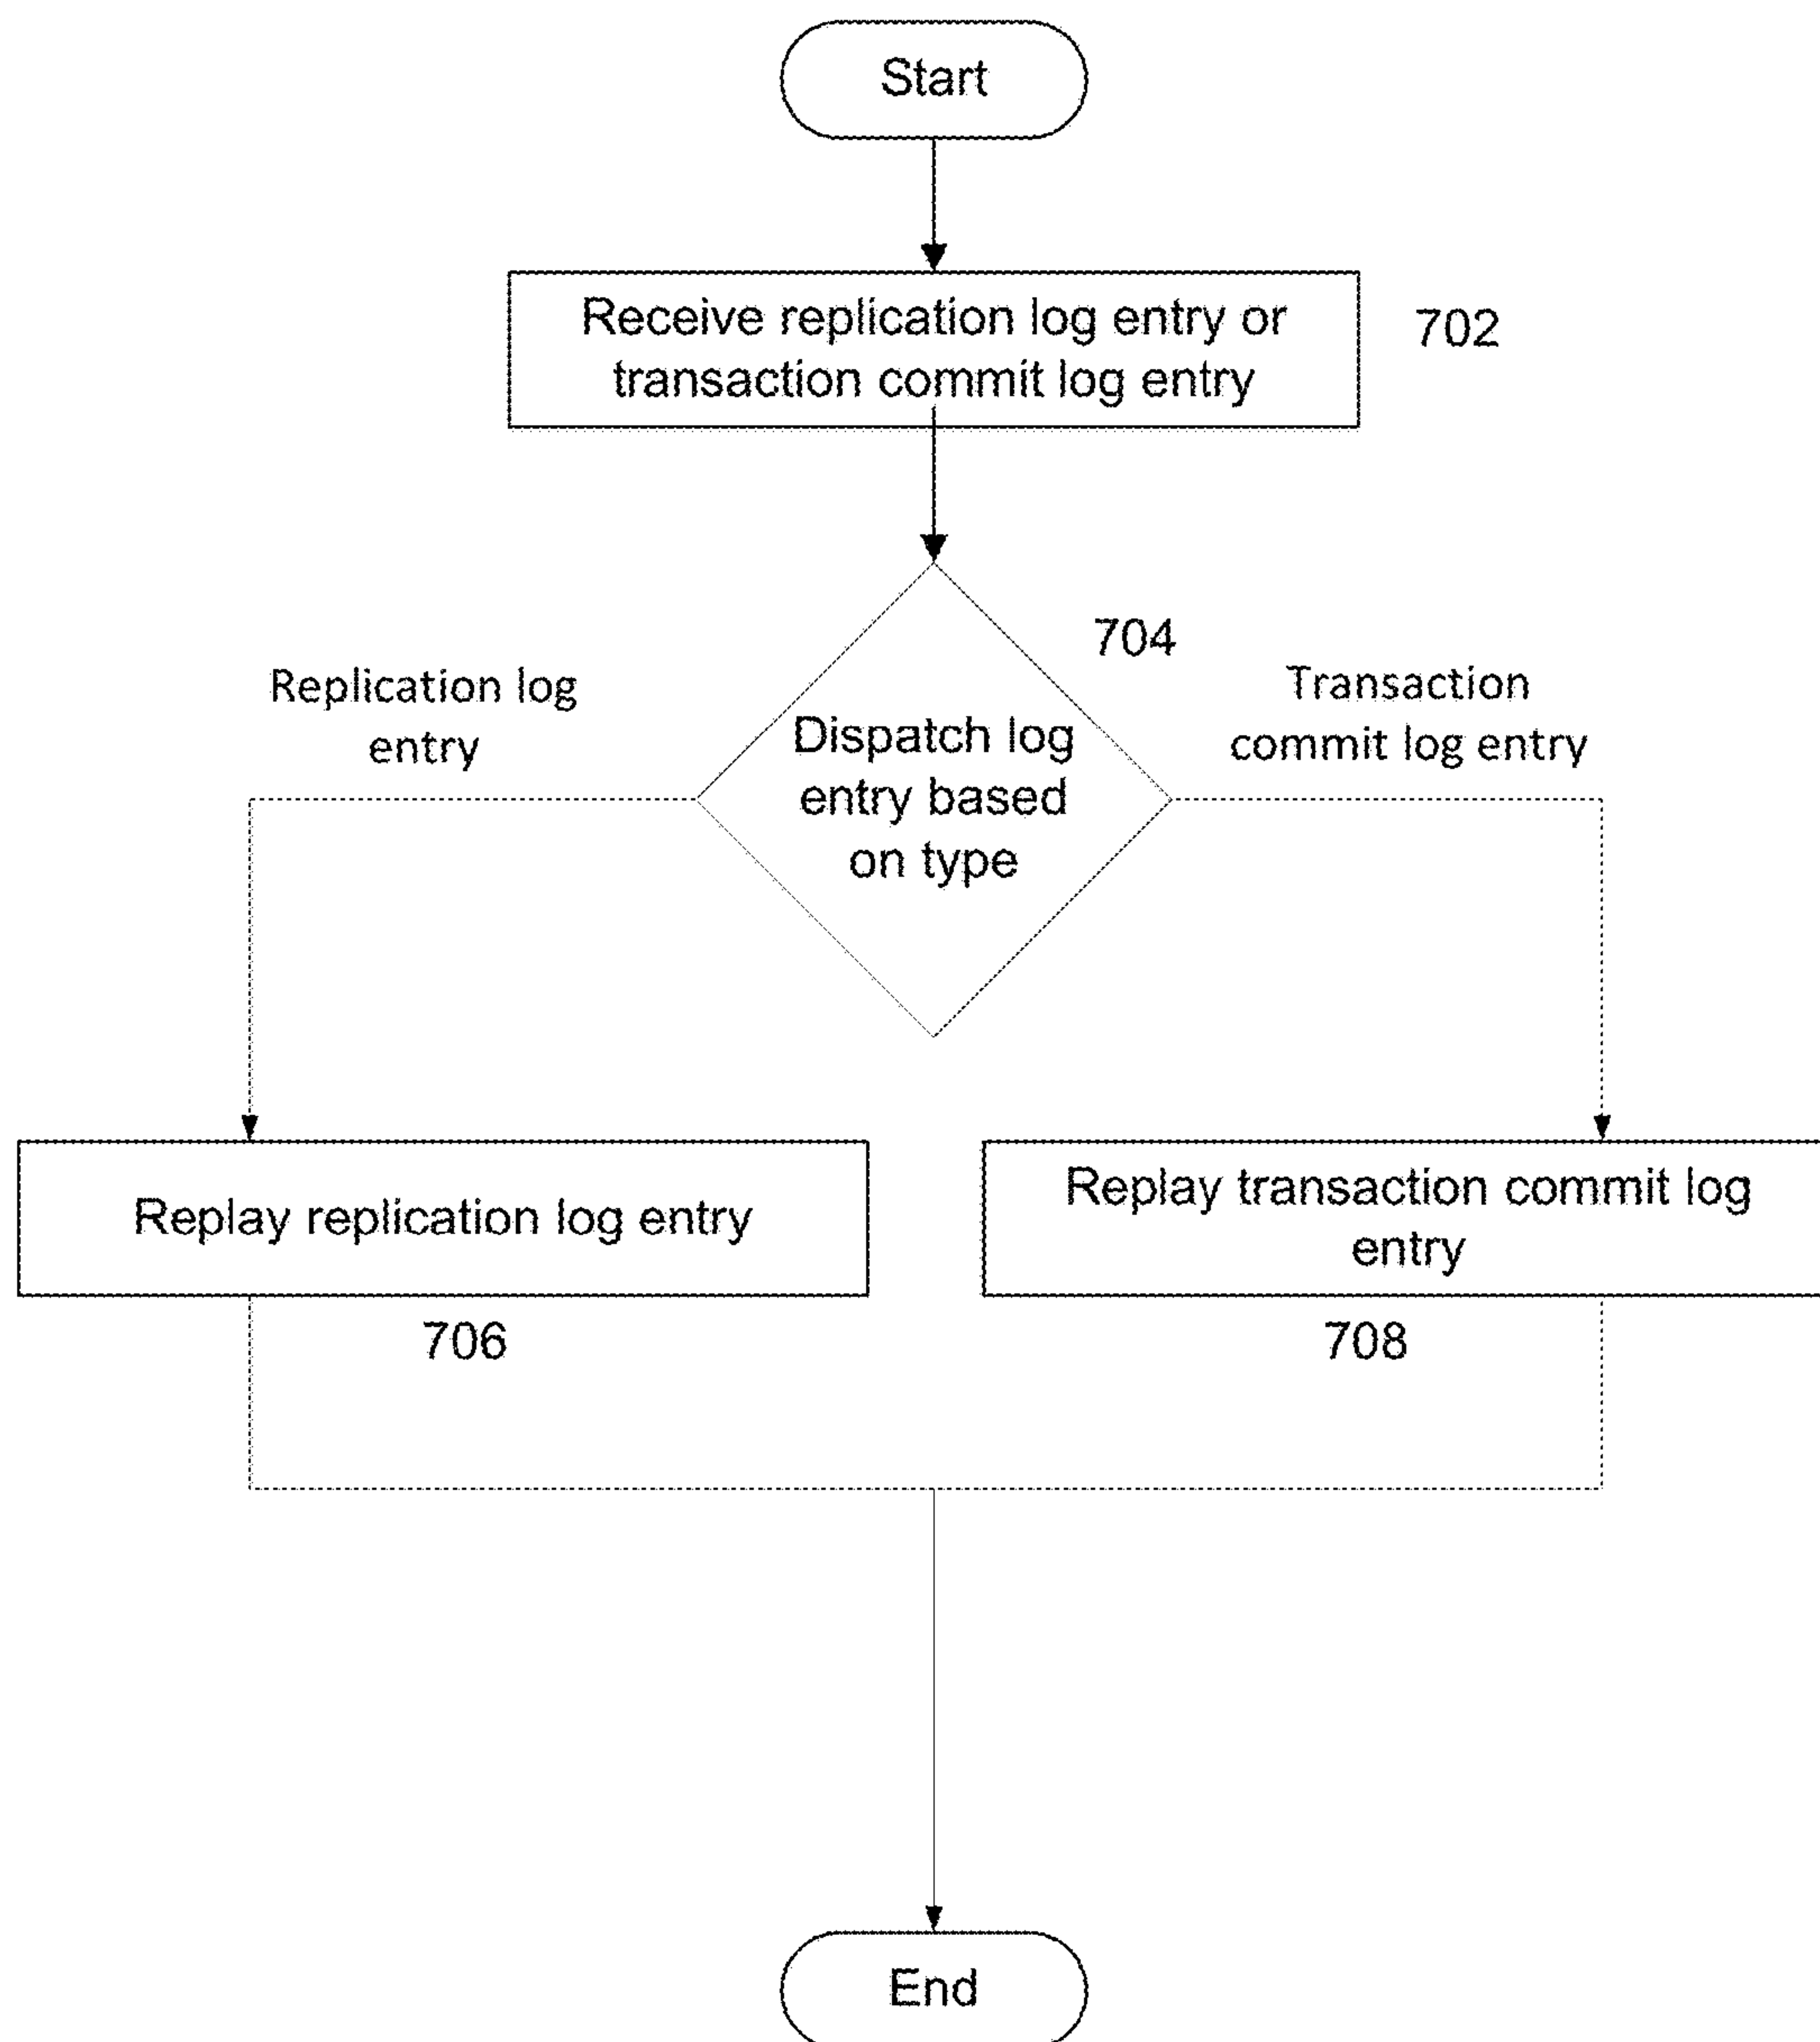 Start
Receive replication log entry or
transaction commit log entry
702
704
Replication log
entry
Transaction
commit log entry
Dispatch log
entry based
on type
Replay replication log entry
Replay transaction commit log
entry
706
708
End